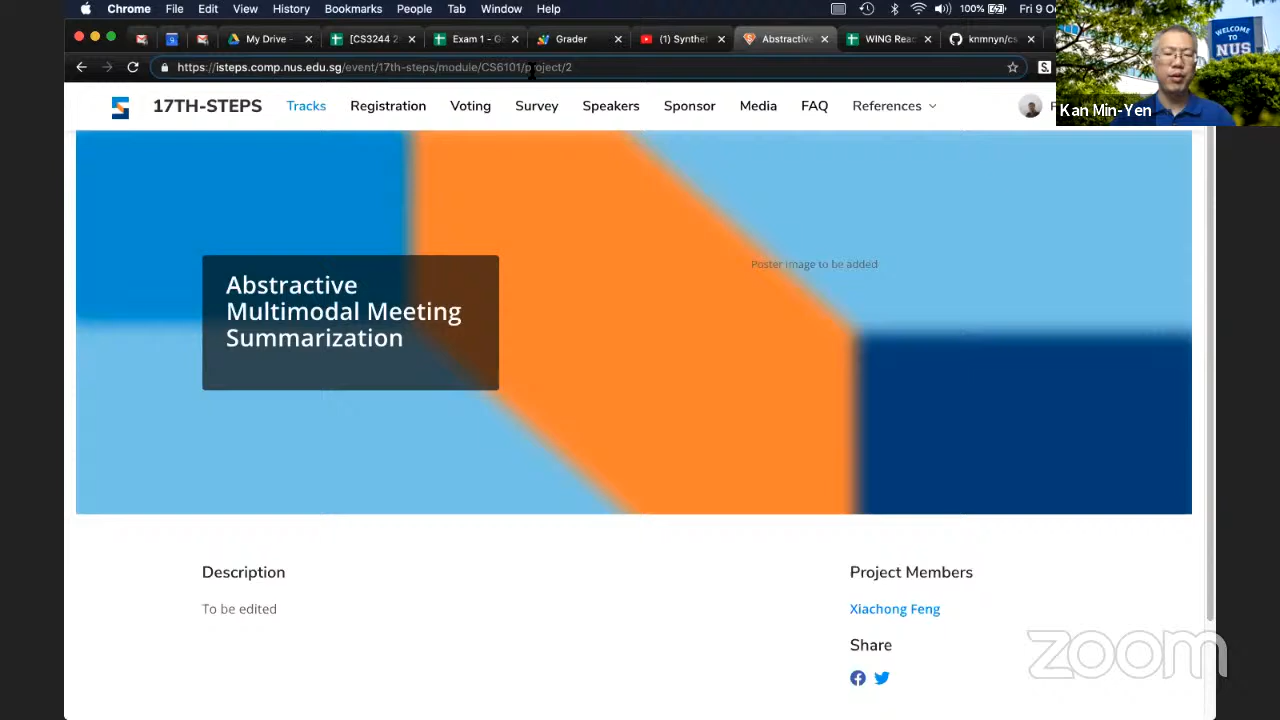 Chrome File Edit View History Bookmarks People Tab Window Help 100% Fri 9 Oc
My Drive - [CS3244 2 Exam 1 - G Grader (1) Synthe Abstractive WING Rea knmnyn/cs
https://isteps.comp.nus.edu.sg/event/17th-steps/module/CS6101/project/2
WELCOME
TO
NUS
Kan Min-Yen
17TH-STEPS Tracks Registration Voting Survey Speakers Sponsor Media FAQ References
Poster image to be added
Abstractive
Multimodal Meeting
Summarization
Description
To be edited
Project Members
Xiachong Feng
Share
zoom